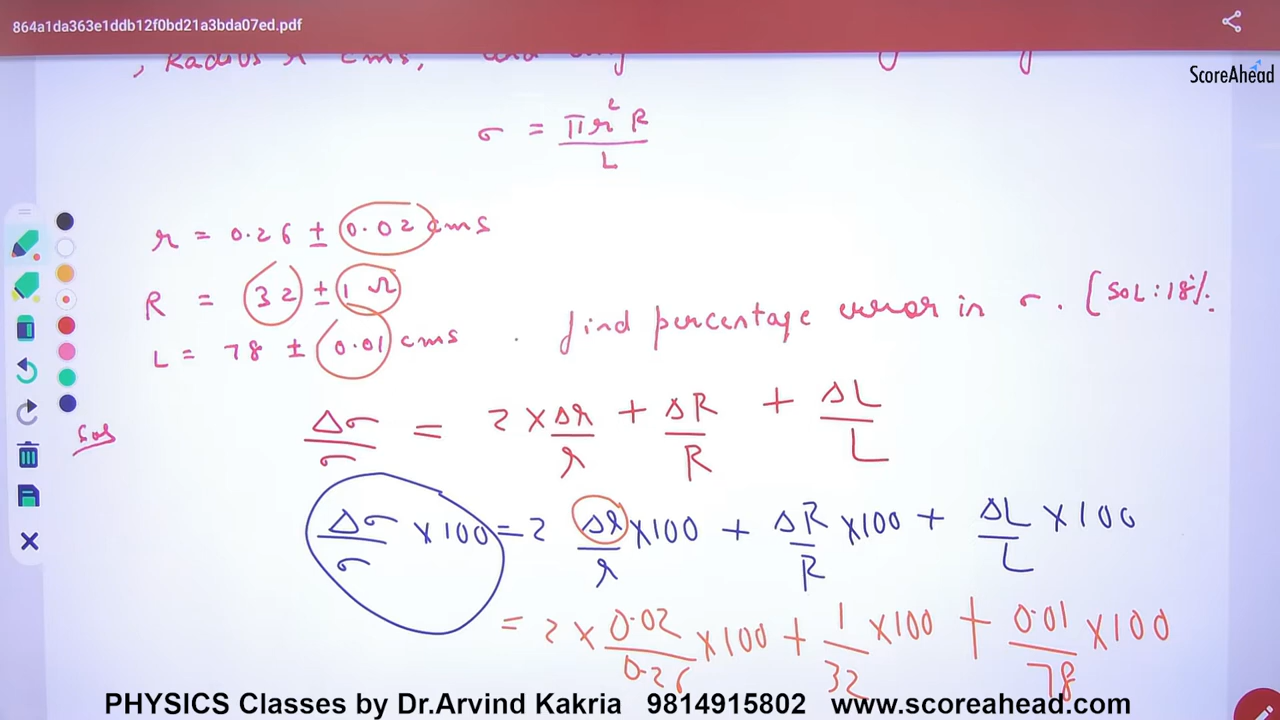 864a1da363e1ddb12f0bd21a3bda07ed.pdf
, Radius r cms,
ScoreAhead
σ = πr² R / L
r = 0.26 ± 0.02 cms
R = 32 ± 1 Ω
L = 78 ± 0.01 cms . find percentage error in σ. [SOL: 18%.
Sol
Δσ/σ = 2 × Δr/r + ΔR/R + ΔL/L
Δσ/σ × 100 = 2 Δr/r × 100 + ΔR/R × 100 + ΔL/L × 100
= 2 × 0.02/0.26 × 100 + 1/32 × 100 + 0.01/78 × 100
PHYSICS Classes by Dr.Arvind Kakria 9814915802 www.scoreahead.com